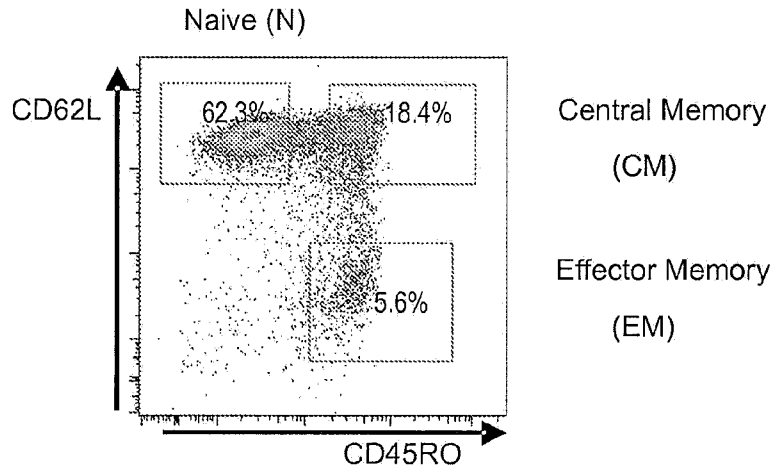 Naive (N)
CD62L
62.3%
18.4%
Central Memory
(CM)
Effector Memory
5.6%
(EM)
CD45RO